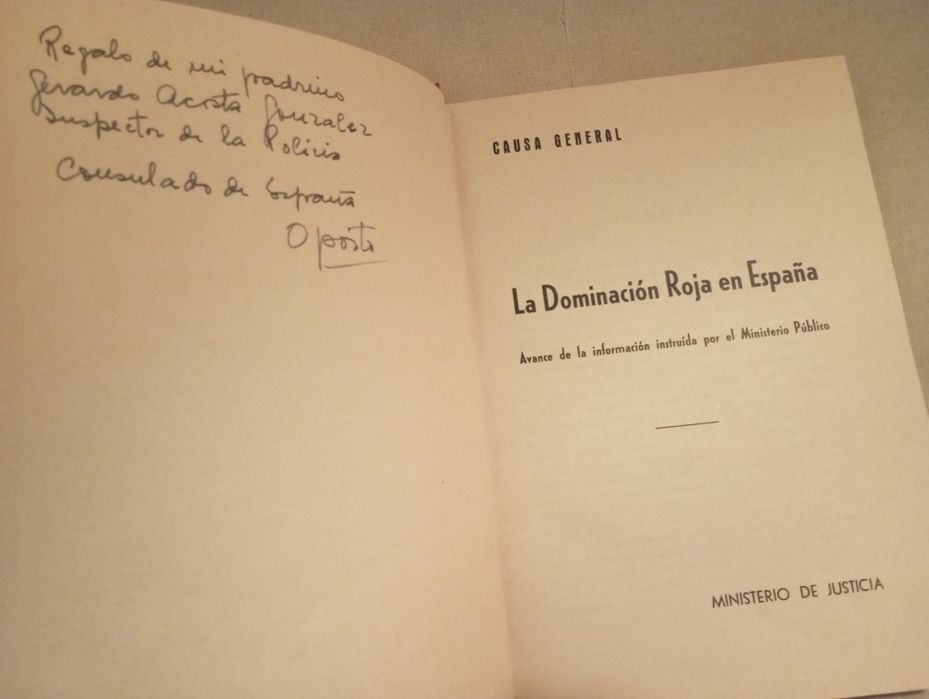 Regalo de mi padrino
Gerardo Acosta Gonzalez
Inspector de la Policia
Consulado de España
Oporto
CAUSA GENERAL
La Dominación Roja en España
Avance de la información instruída por el Ministerio Público
MINISTERIO DE JUSTICIA